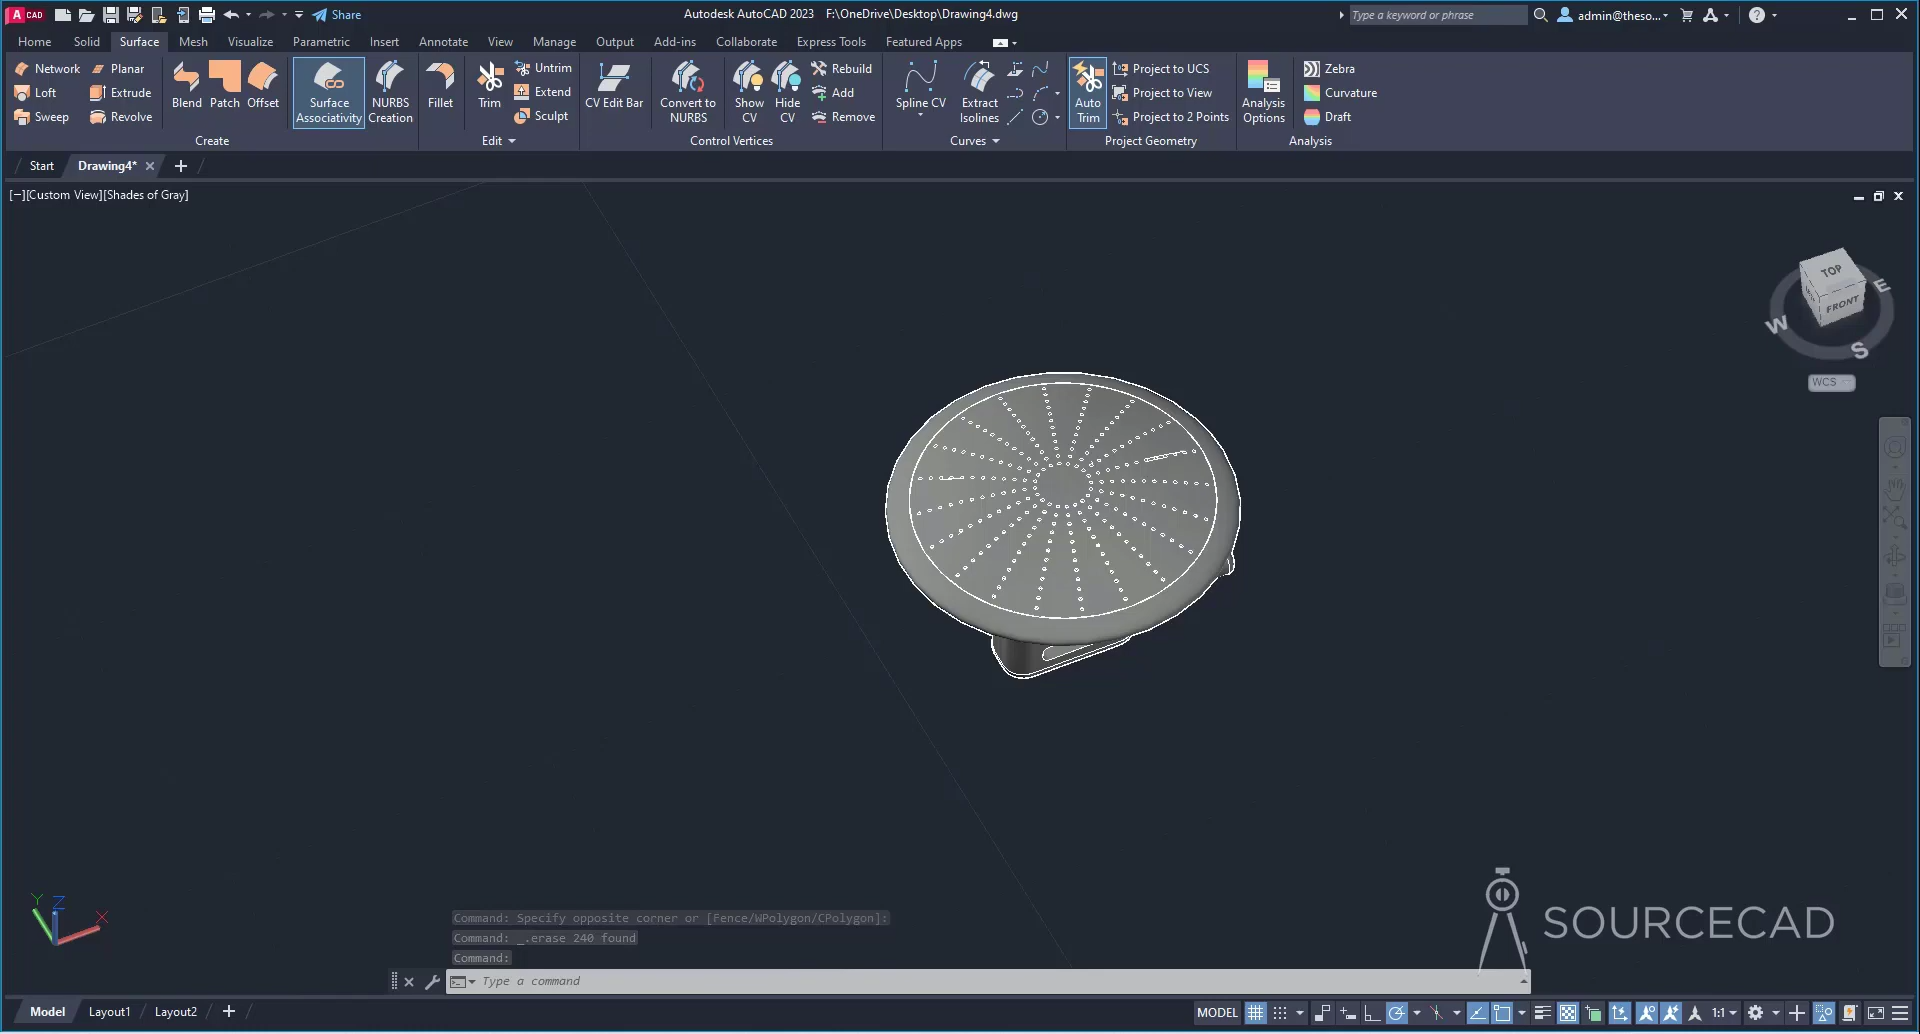 A CAD
Share
Autodesk AutoCAD 2023 F:\OneDrive\Desktop\Drawing4.dwg
Type a keyword or phrase
admin@theso...
Home Solid Surface Mesh Visualize Parametric Insert Annotate View Manage Output Add-ins Collaborate Express Tools Featured Apps
Network Planar
Loft Extrude
Sweep Revolve
Blend Patch Offset
Surface Associativity
NURBS Creation
Create
Fillet
Trim
Untrim
Extend
Sculpt
Edit
CV Edit Bar
Convert to NURBS
Show CV
Hide CV
Rebuild
Add
Remove
Control Vertices
Spline CV
Extract Isolines
Curves
Auto Trim
Project to UCS
Project to View
Project to 2 Points
Project Geometry
Analysis Options
Zebra
Curvature
Draft
Analysis
Start Drawing4*
[−][Custom View][Shades of Gray]
TOP
FRONT
E
W
S
WCS
Y Z X
Command: Specify opposite corner or [Fence/WPolygon/CPolygon]:
Command: _.erase 240 found
Command:
Type a command
SOURCECAD
Model Layout1 Layout2
MODEL
1:1